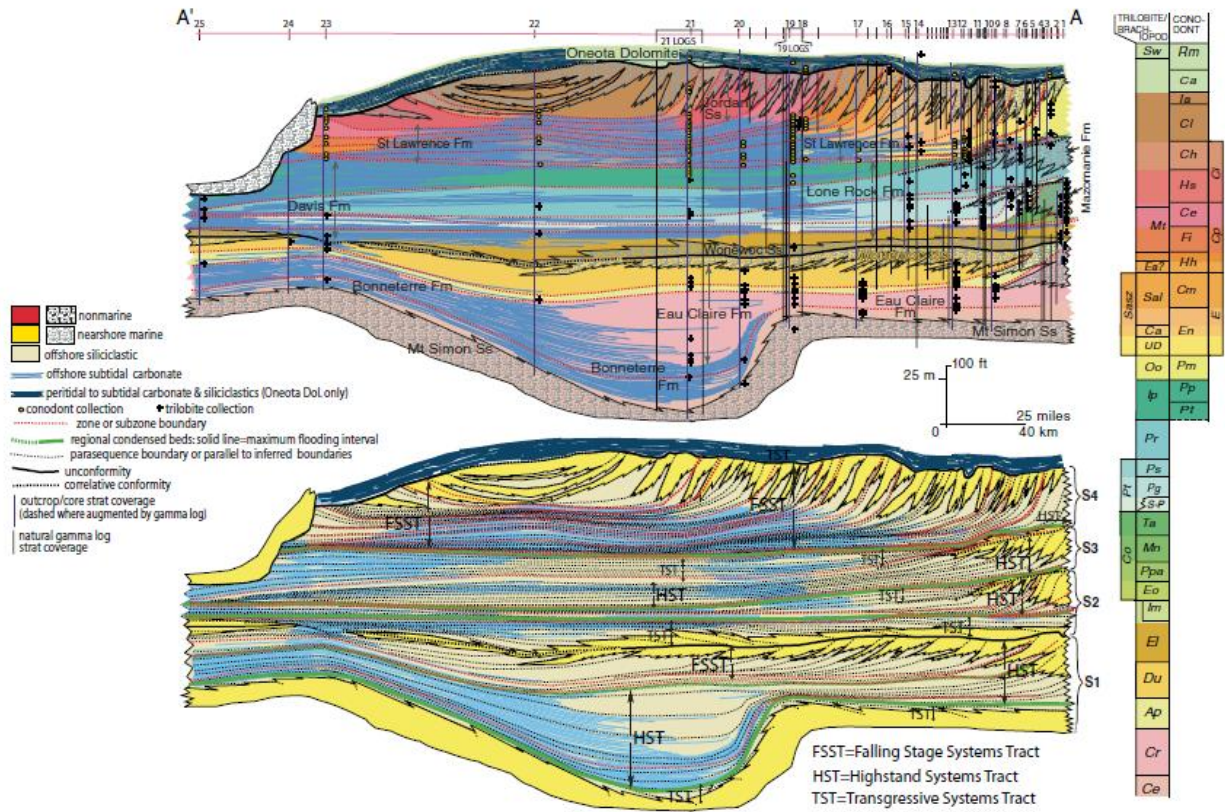 A'
25
24
23
22
21
20
19
18
17
16
15
14
13
12
11
10
9
8
7
6
5
4
3
2
1
A
21 LOGS
19 LOGS
Oneota Dolomite
Jordan
Ss
St Lawrence Fm
St Lawrence Fm
Lone Rock Fm
Mazomanie Fm
Davis Fm
Wonewoc Ss
Bonneterre Fm
Eau Claire Fm
Eau Claire
Fm
Mt Simon Ss
Mt Simon Ss
Bonneterre
Fm
100 ft
25 m
25 miles
0 40 km
nonmarine
nearshore marine
offshore siliciclastic
offshore subtidal carbonate
peritidal to subtidal carbonate & siliciclastics (Oneota Dol. only)
conodont collection trilobite collection
zone or subzone boundary
regional condensed beds: solid line=maximum flooding interval
parasequence boundary or parallel to inferred boundaries
unconformity
correlative conformity
outcrop/core strat coverage
(dashed where augmented by gamma log)
natural gamma log
strat coverage
TST
FSST
FSST
HST
TST
HST
TST
HST
TST
TST
HST
TST
TST
FSST
HST
HST
TST
TST
S4
S3
S2
S1
FSST=Falling Stage Systems Tract
HST=Highstand Systems Tract
TST=Transgressive Systems Tract
TRILOBITE/
BRACH-
IOPOD
CONO-
DONT
Sw
Rm
Ca
Ia
Cl
Ch
Hs
Ce
Mt
Fi
Ea?
Hh
Sasz
Sal
Cm
Ca
En
E
UD
Oo
Pm
Ip
Pp
Pt
Pr
Pt
Ps
Pg
S-P
Co
Ta
Mn
Ppa
Eo
Im
El
Du
Ap
Cr
Ce